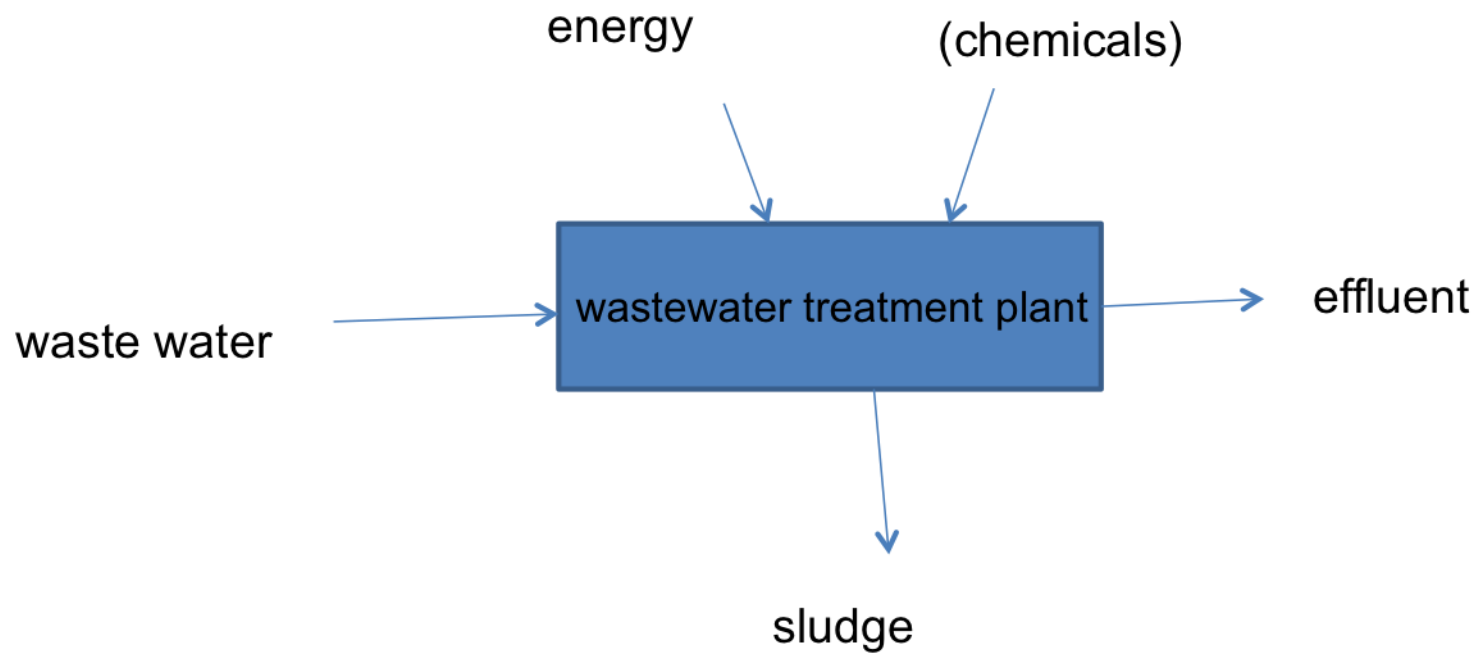 energy
(chemicals)
wastewater treatment plant
effluent
waste water
sludge